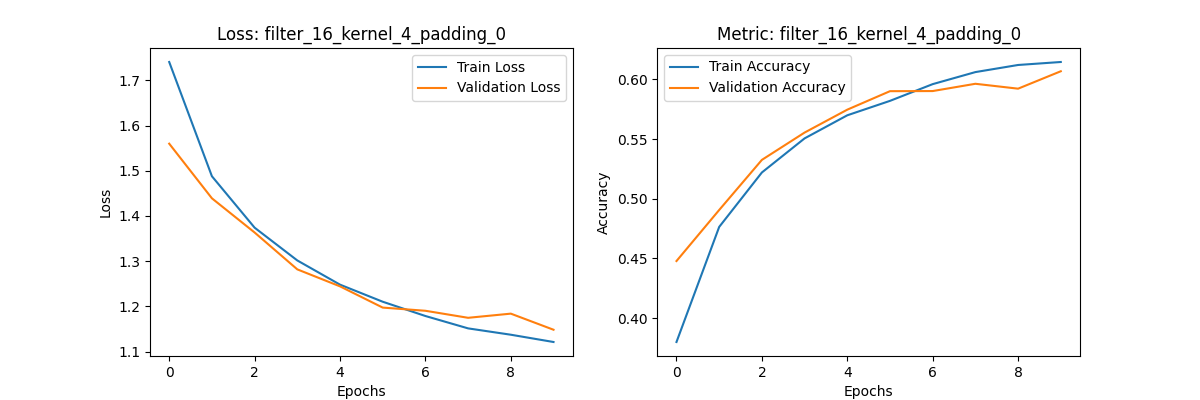 Loss: filter_16_kernel_4_padding_0
Train Loss
Validation Loss
1.7
1.6
1.5
1.4
1.3
1.2
1.1
Loss
0 2 4 6 8
Epochs
Metric: filter_16_kernel_4_padding_0
Train Accuracy
Validation Accuracy
0.60
0.55
0.50
0.45
0.40
Accuracy
0 2 4 6 8
Epochs